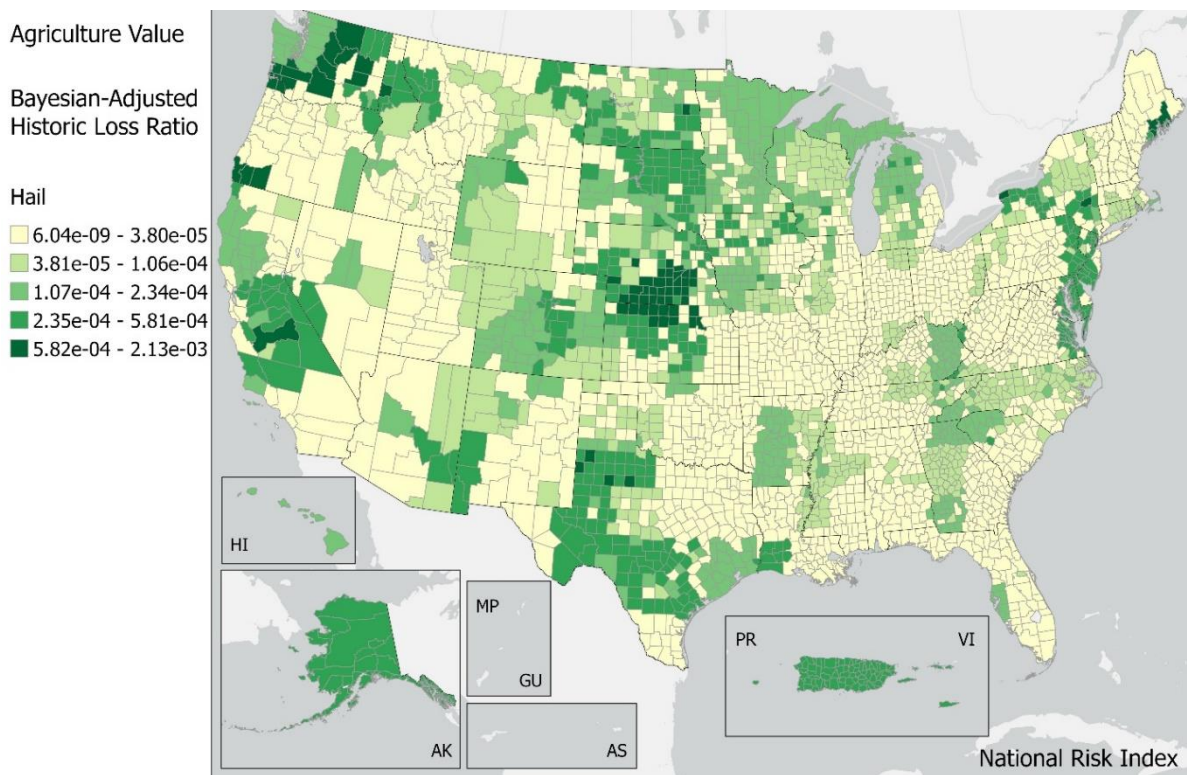 Agriculture Value
Bayesian-Adjusted
Historic Loss Ratio
Hail
6.04e-09 - 3.80e-05
3.81e-05 - 1.06e-04
1.07e-04 - 2.34e-04
2.35e-04 - 5.81e-04
5.82e-04 - 2.13e-03
HI
AK
MP
GU
AS
PR
VI
National Risk Index